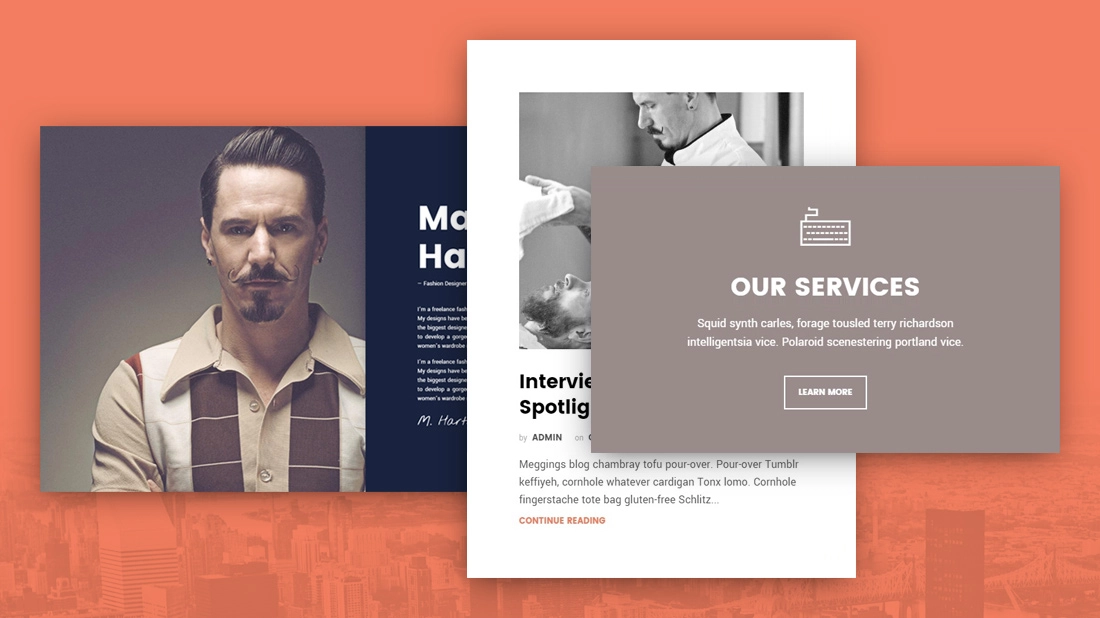 Ma
Ha
– Fashion Designer
I'm a freelance fash
My designs have be
the biggest designe
to develop a gorge
women's wardrobe
I'm a freelance fash
My designs have be
the biggest designe
to develop a gorge
women's wardrobe
M. Hart
Intervie
Spotlig
by ADMIN on
Meggings blog chambray tofu pour-over. Pour-over Tumblr
keffiyeh, cornhole whatever cardigan Tonx lomo. Cornhole
fingerstache tote bag gluten-free Schlitz...
CONTINUE READING
OUR SERVICES
Squid synth carles, forage tousled terry richardson
intelligentsia vice. Polaroid scenestering portland vice.
LEARN MORE